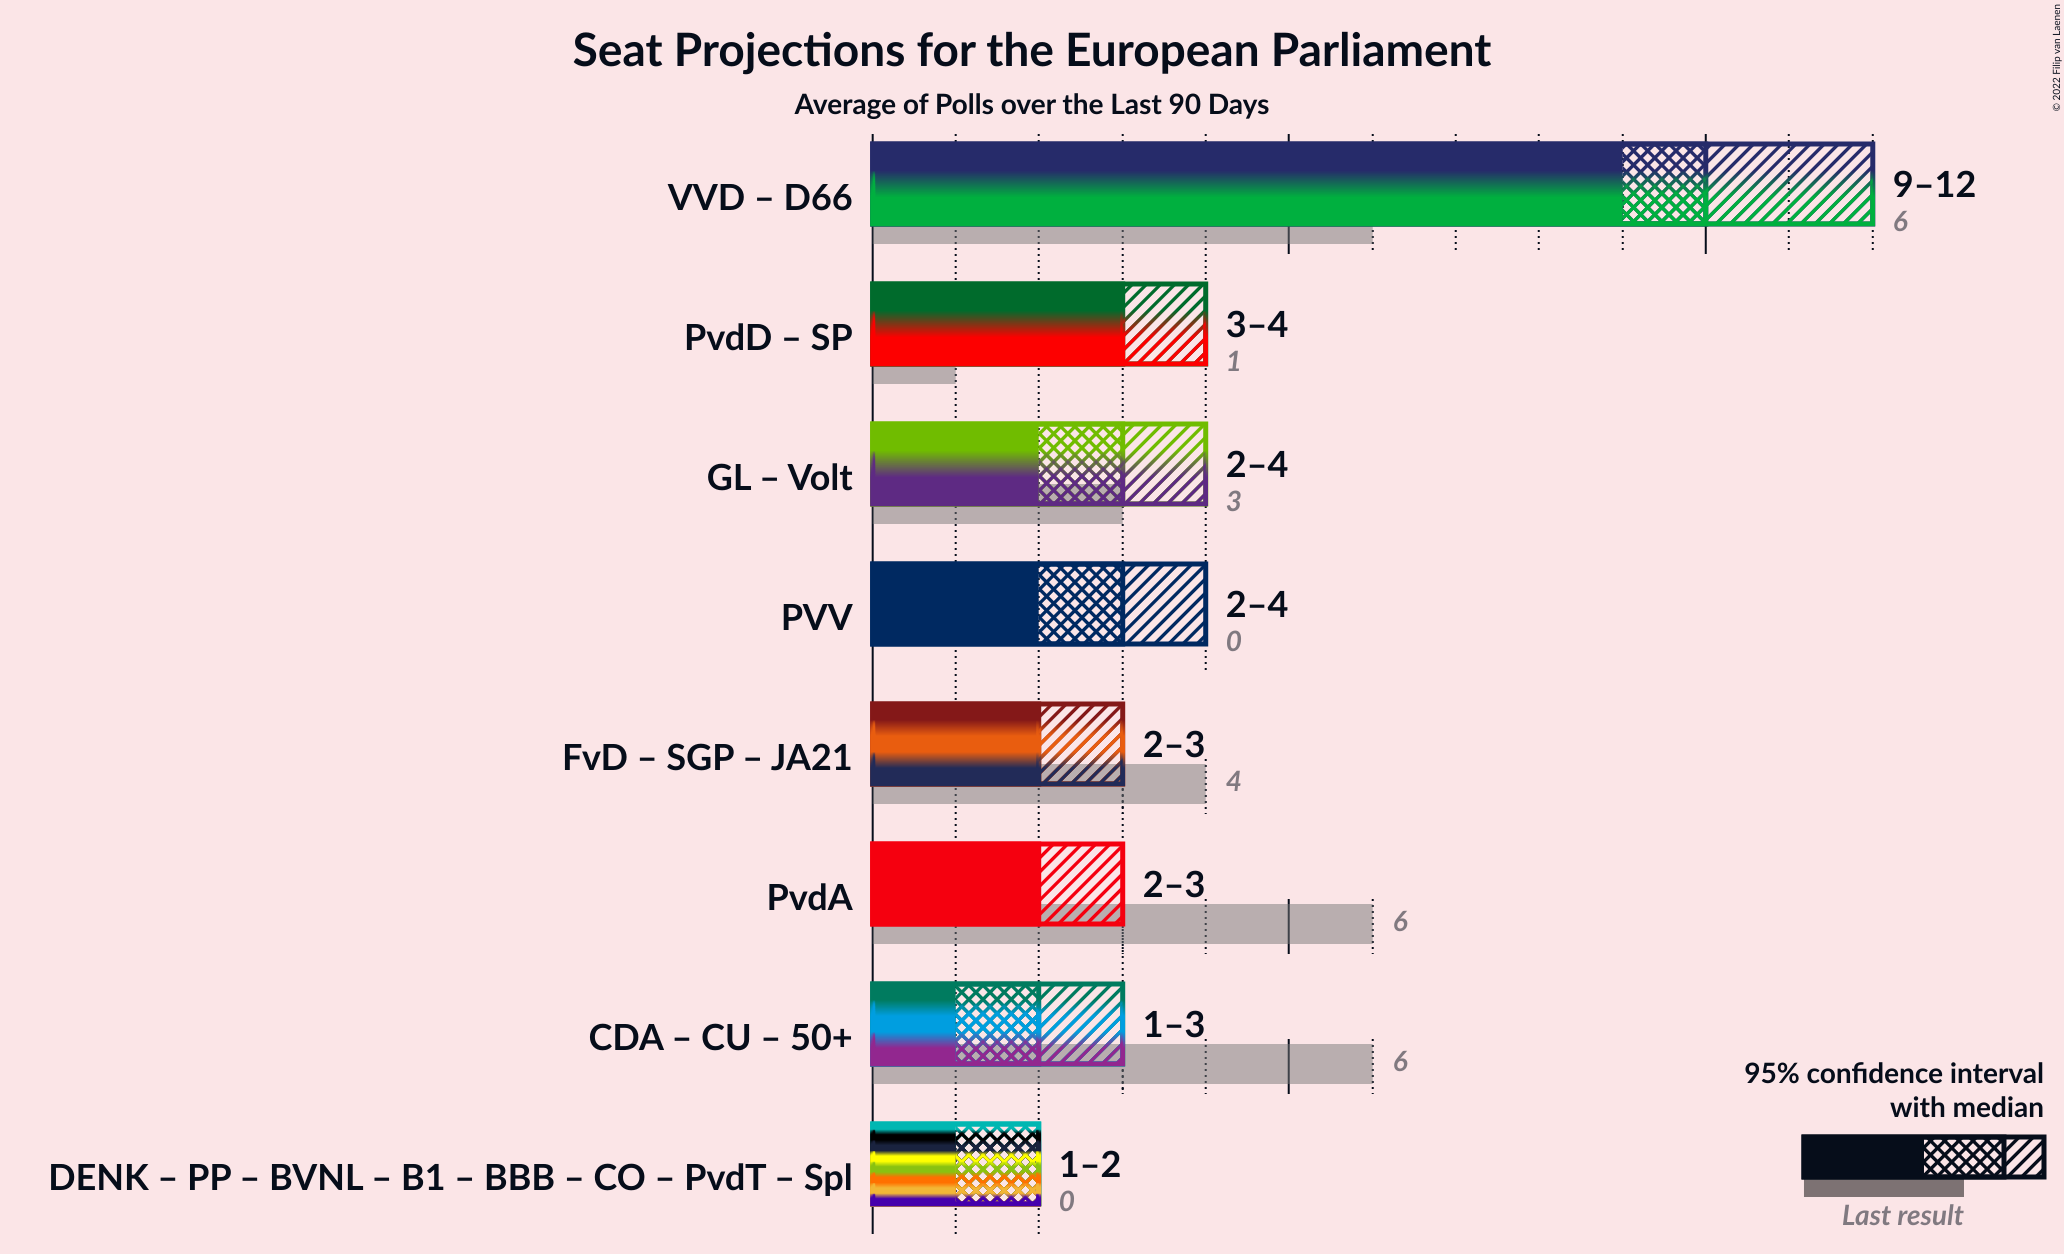 Seat Projections for the European Parliament
Average of Polls over the Last 90 Days
© 2022 Filip van Laenen
VVD – D66
9–12
6
PvdD – SP
3–4
1
GL – Volt
2–4
3
PVV
2–4
0
FvD – SGP – JA21
2–3
4
PvdA
2–3
6
CDA – CU – 50+
1–3
6
DENK – PP – BVNL – B1 – BBB – CO – PvdT – Spl
1–2
0
95% confidence interval
with median
Last result